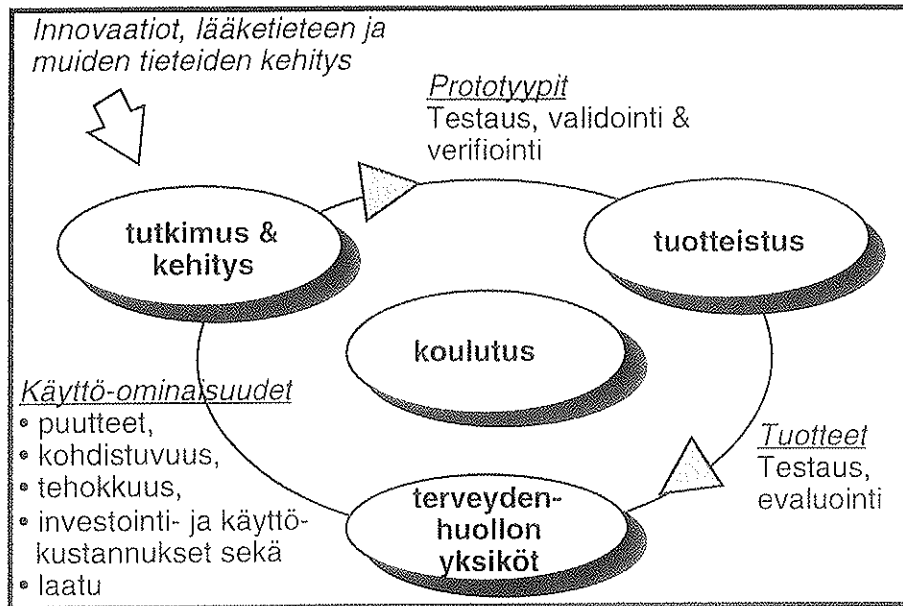 Innovaatiot, lääketieteen ja
muiden tieteiden kehitys
Prototyypit
Testaus, validointi &
verifiointi
tutkimus &
kehitys
tuotteistus
koulutus
Käyttö-ominaisuudet
• puutteet,
• kohdistuvuus,
• tehokkuus,
• investointi- ja käyttö-
kustannukset sekä
• laatu
Tuotteet
Testaus,
evaluointi
terveyden-
huollon
yksiköt